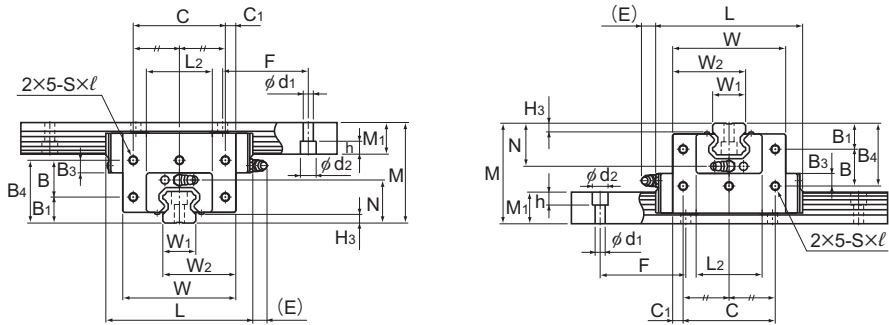 C
C1
L2
F
2×5-S×ℓ
φd1
h
M1
φd2
M
B3
B
B4
B1
N
W1
H3
W2
W
L
(E)
(E)
L
W
W2
W1
H3
N
B1
B3
B
B4
φd2
M
M1
h
φd1
2×5-S×ℓ
F
L2
C1
C